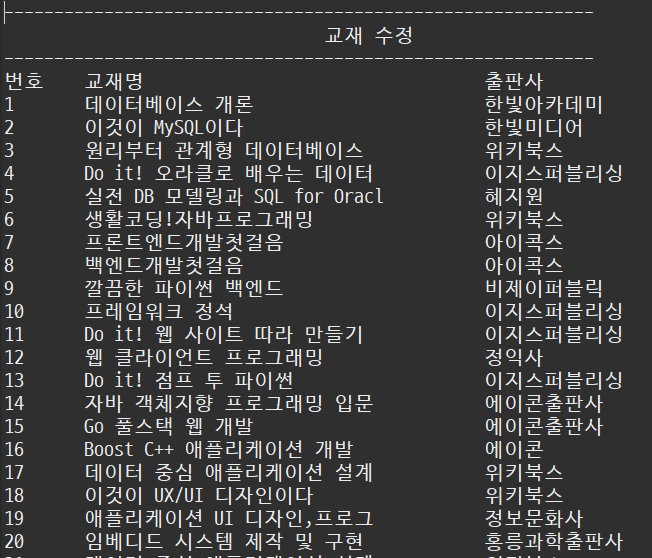 ------------------------------------------------------------
교재 수정
------------------------------------------------------------
번호 교재명 출판사
1 데이터베이스 개론 한빛아카데미
2 이것이 MySQL이다 한빛미디어
3 원리부터 관계형 데이터베이스 위키북스
4 Do it! 오라클로 배우는 데이터 이지스퍼블리싱
5 실전 DB 모델링과 SQL for Oracl 혜지원
6 생활코딩!자바프로그래밍 위키북스
7 프론트엔드개발첫걸음 아이콕스
8 백엔드개발첫걸음 아이콕스
9 깔끔한 파이썬 백엔드 비제이퍼블릭
10 프레임워크 정석 이지스퍼블리싱
11 Do it! 웹 사이트 따라 만들기 이지스퍼블리싱
12 웹 클라이언트 프로그래밍 정익사
13 Do it! 점프 투 파이썬 이지스퍼블리싱
14 자바 객체지향 프로그래밍 입문 에이콘출판사
15 Go 풀스택 웹 개발 에이콘출판사
16 Boost C++ 애플리케이션 개발 에이콘
17 데이터 중심 애플리케이션 설계 위키북스
18 이것이 UX/UI 디자인이다 위키북스
19 애플리케이션 UI 디자인,프로그 정보문화사
20 임베디드 시스템 제작 및 구현 홍릉과학출판사